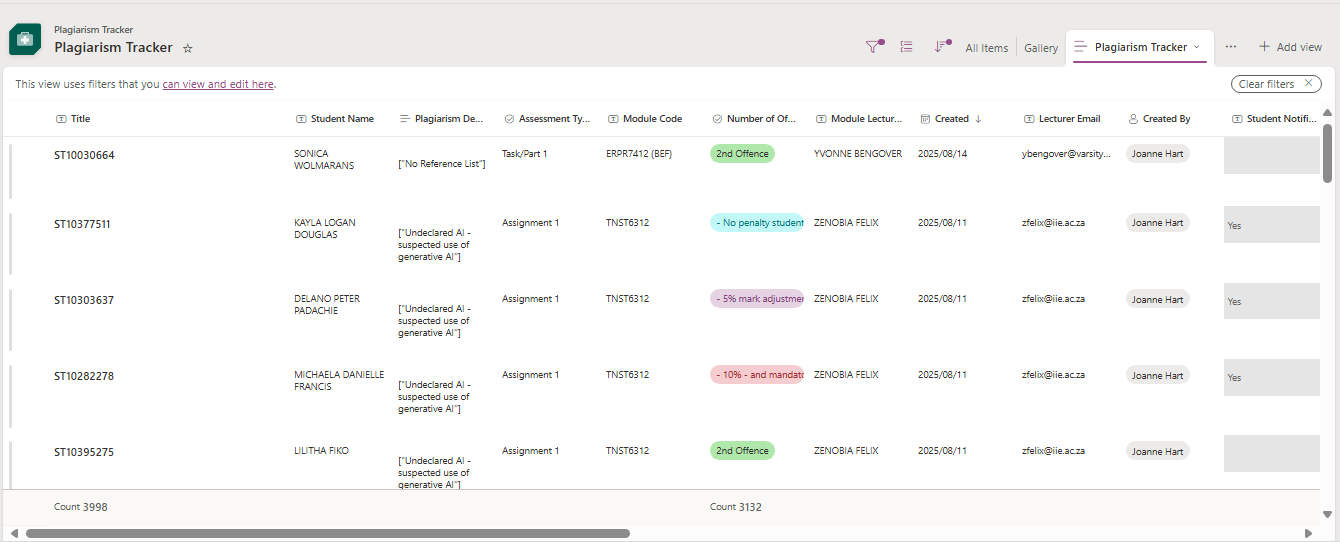 Plagiarism Tracker
Plagiarism Tracker
All Items Gallery Plagiarism Tracker ... Add view
This view uses filters that you can view and edit here.
Clear filters
Title Student Name Plagiarism De... Assessment Ty... Module Code Number of Of... Module Lectur... Created Lecturer Email Created By Student Notifi...
ST10030664 SONICA Task/Part 1 ERPR7412 (BEF) 2nd Offence YVONNE BENGOVER 2025/08/14 ybengover@varsity... Joanne Hart
WOLMARANS ["No Reference List"]
ST10377511 KAYLA LOGAN Assignment 1 TNST6312 - No penalty student ZENOBIA FELIX 2025/08/11 zfelix@iie.ac.za Joanne Hart Yes
DOUGLAS ["Undeclared AI -
suspected use of
generative AI"]
ST10303637 DELANO PETER Assignment 1 TNST6312 - 5% mark adjustmen ZENOBIA FELIX 2025/08/11 zfelix@iie.ac.za Joanne Hart Yes
PADACHIE ["Undeclared AI -
suspected use of
generative AI"]
ST10282278 MICHAELA DANIELLE Assignment 1 TNST6312 - 10% - and mandato ZENOBIA FELIX 2025/08/11 zfelix@iie.ac.za Joanne Hart Yes
FRANCIS ["Undeclared AI -
suspected use of
generative AI"]
ST10395275 LILITHA FIKO Assignment 1 TNST6312 2nd Offence ZENOBIA FELIX 2025/08/11 zfelix@iie.ac.za Joanne Hart
["Undeclared AI -
suspected use of
generative AI"]
Count 3998 Count 3132